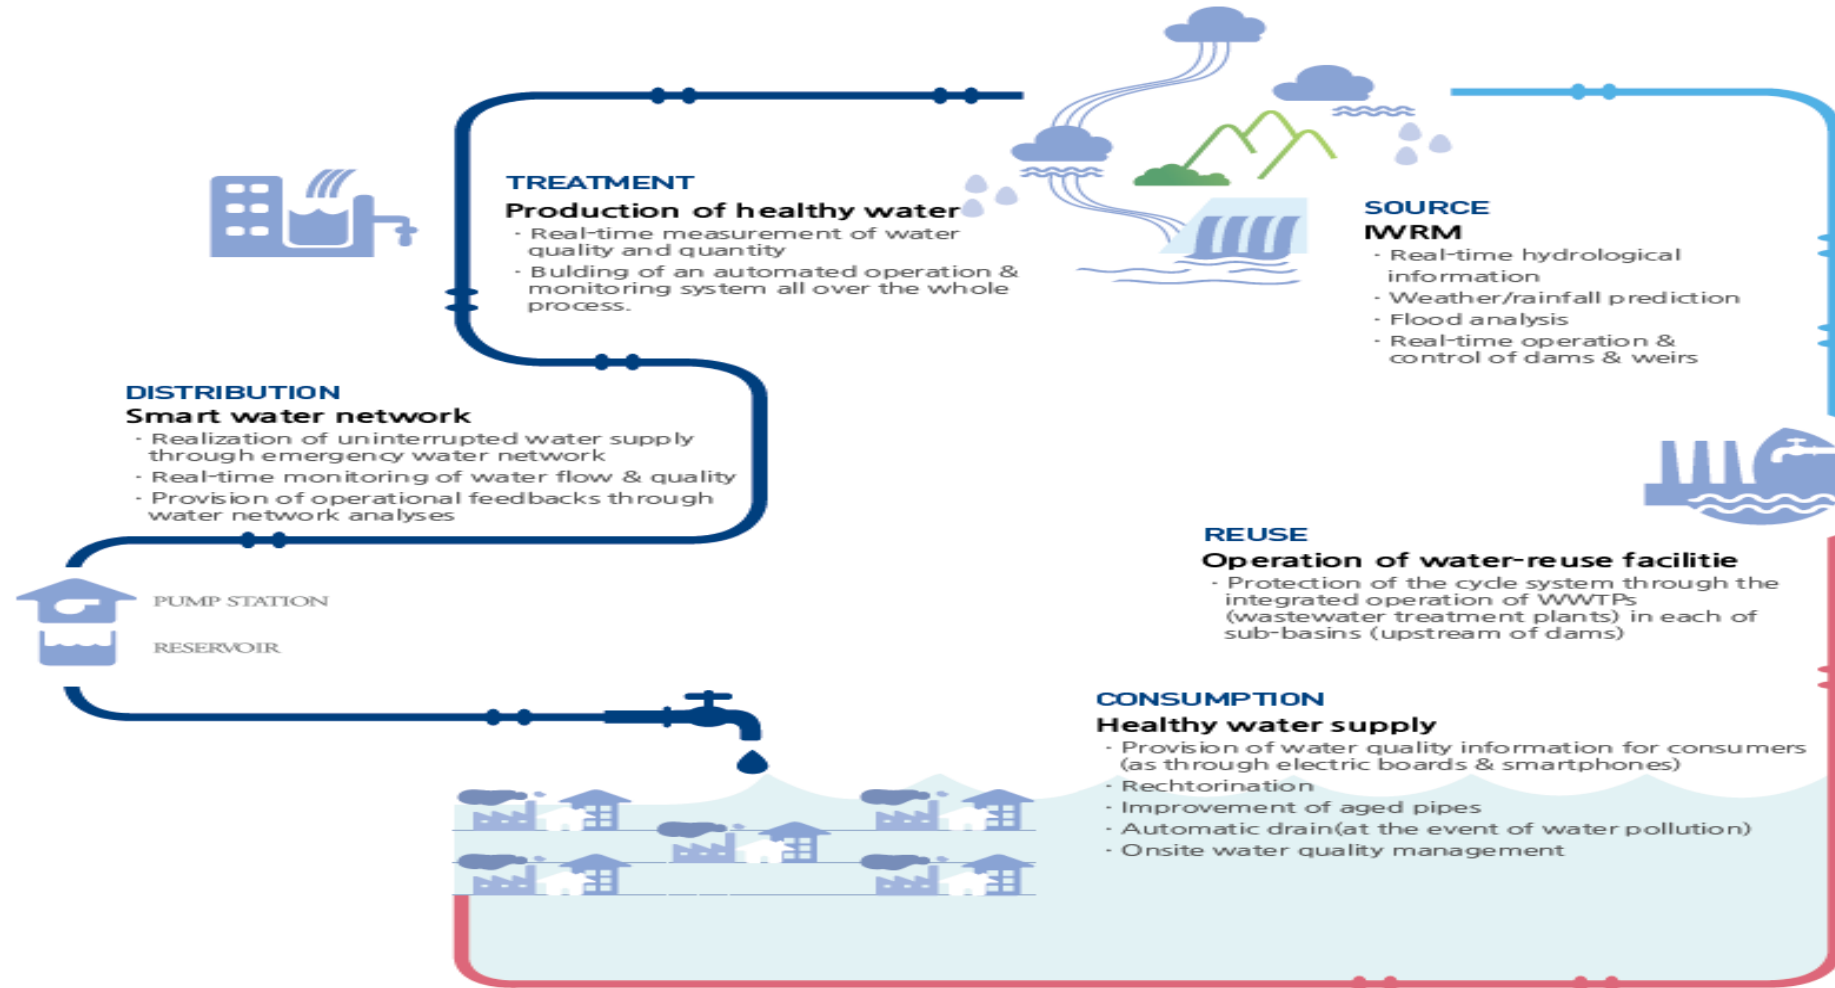 TREATMENT
Production of healthy water
· Real-time measurement of water
quality and quantity
· Bulding of an automated operation &
monitoring system all over the whole
process.
SOURCE
IWRM
· Real-time hydrological
information
· Weather/rainfall prediction
· Flood analysis
· Real-time operation &
control of dams & weirs
DISTRIBUTION
Smart water network
· Realization of uninterrupted water supply
through emergency water network
· Real-time monitoring of water flow & quality
· Provision of operational feedbacks through
water network analyses
PUMP STATION
RESERVOIR
REUSE
Operation of water-reuse facilitie
· Protection of the cycle system through the
integrated operation of WWTPs
(wastewater treatment plants) in each of
sub-basins (upstream of dams)
CONSUMPTION
Healthy water supply
· Provision of water quality information for consumers
(as through electric boards & smartphones)
· Rechtorination
· Improvement of aged pipes
· Automatic drain(at the event of water pollution)
· Onsite water quality management